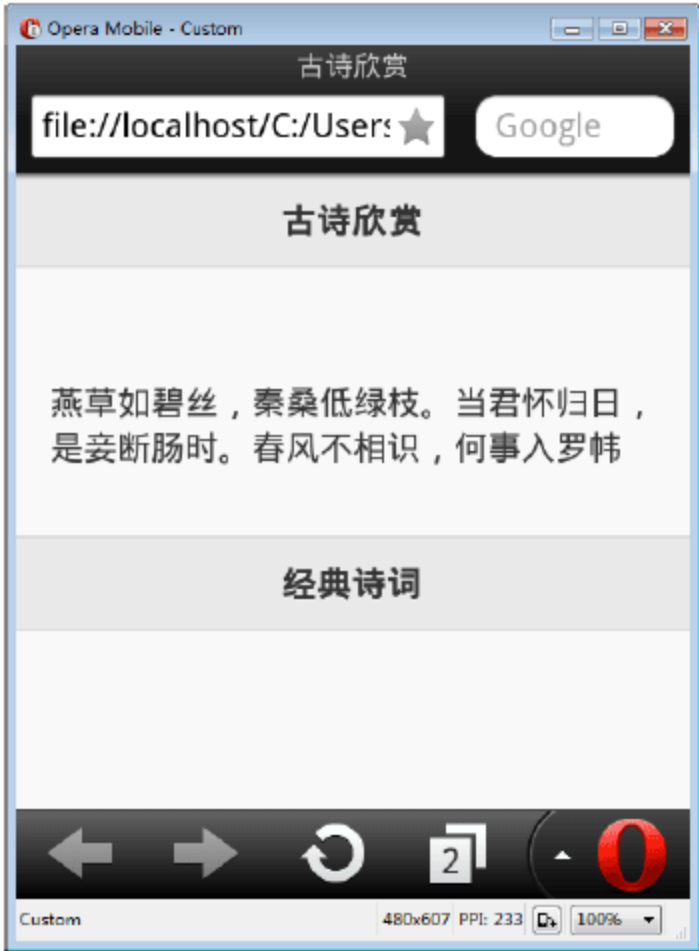 Opera Mobile - Custom
古诗欣赏
file://localhost/C:/Users
Google
古诗欣赏
燕草如碧丝，秦桑低绿枝。当君怀归日，
是妾断肠时。春风不相识，何事入罗帏
经典诗词
2
Custom 480x607 PPI: 233 100%